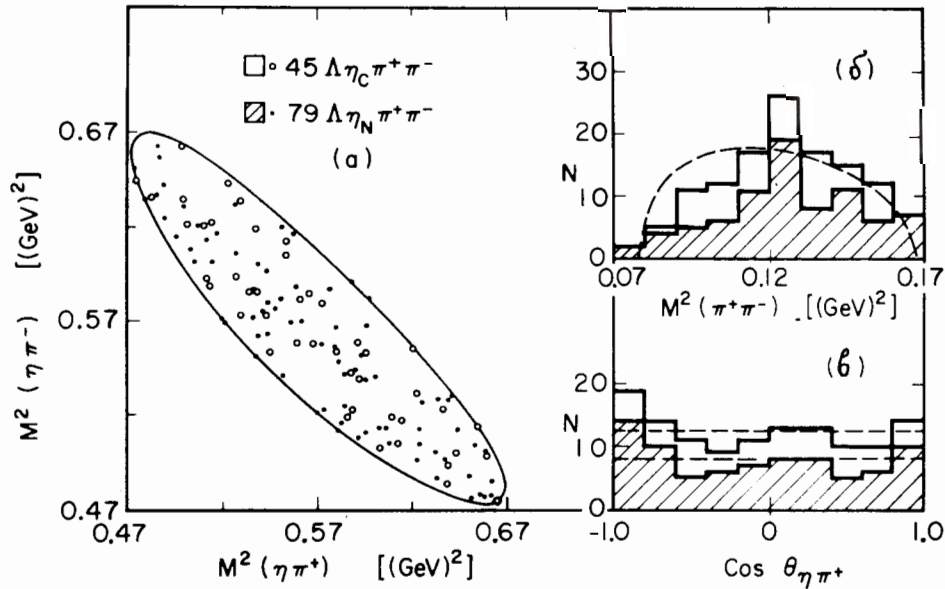 □ ○ 45 Λ η_C π⁺ π⁻
▨ · 79 Λ η_N π⁺ π⁻
(а)
0.67
0.57
0.47
M² (ηπ⁻) [(GeV)²]
0.47 0.57 0.67
M² (ηπ⁺) [(GeV)²]
(б)
30
20
10
0
N
0.07 0.12 0.17
M² (π⁺π⁻) [(GeV)²]
(в)
20
10
0
N
-1.0 0 1.0
Cos θ_ηπ⁺